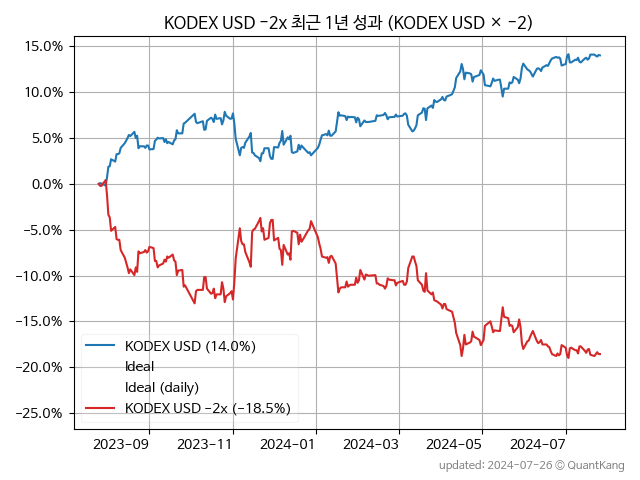 KODEX USD −2x 최근 1년 성과 (KODEX USD × −2)
15.0%
10.0%
5.0%
0.0%
−5.0%
−10.0%
−15.0%
−20.0%
−25.0%
KODEX USD (14.0%)
Ideal
Ideal (daily)
KODEX USD −2x (−18.5%)
2023-09 2023-11 2024-01 2024-03 2024-05 2024-07
updated: 2024-07-26 © QuantKang